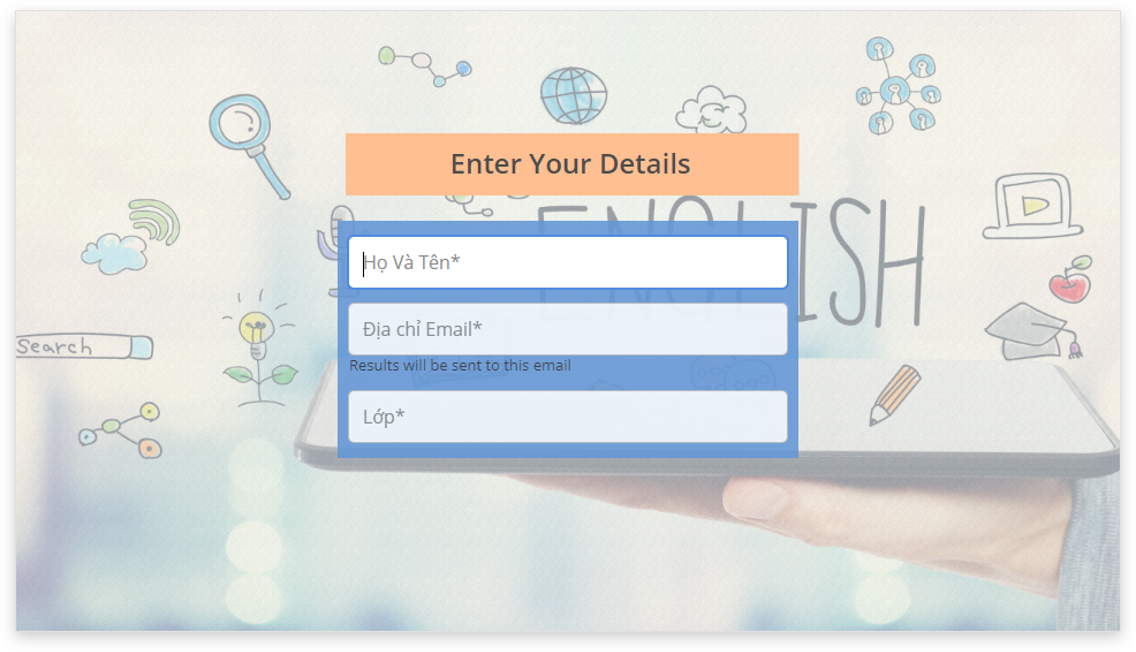 Enter Your Details
ENGLISH
Họ Và Tên*
Địa chỉ Email*
Results will be sent to this email
Search
Lớp*